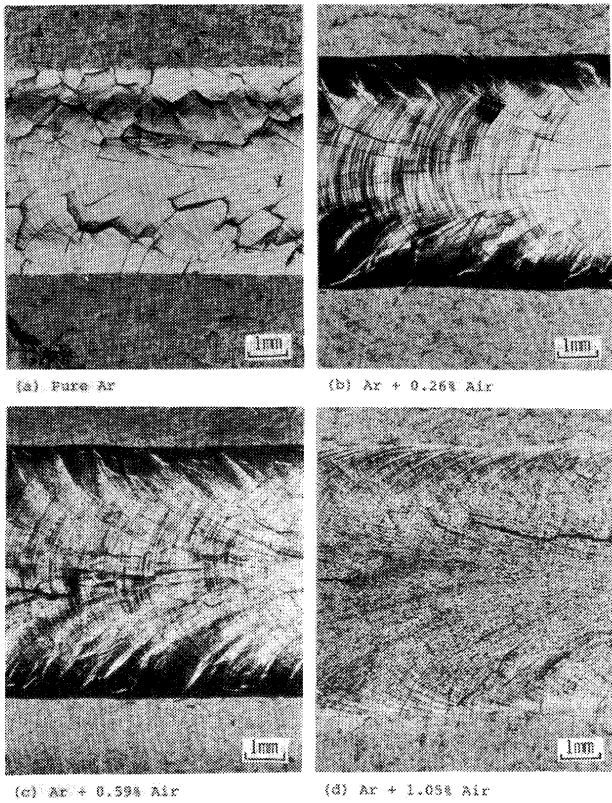 1mm
1mm
(a) Pure Ar
(b) Ar + 0.26% Air
1mm
1mm
(c) Ar + 0.59% Air
(d) Ar + 1.05% Air